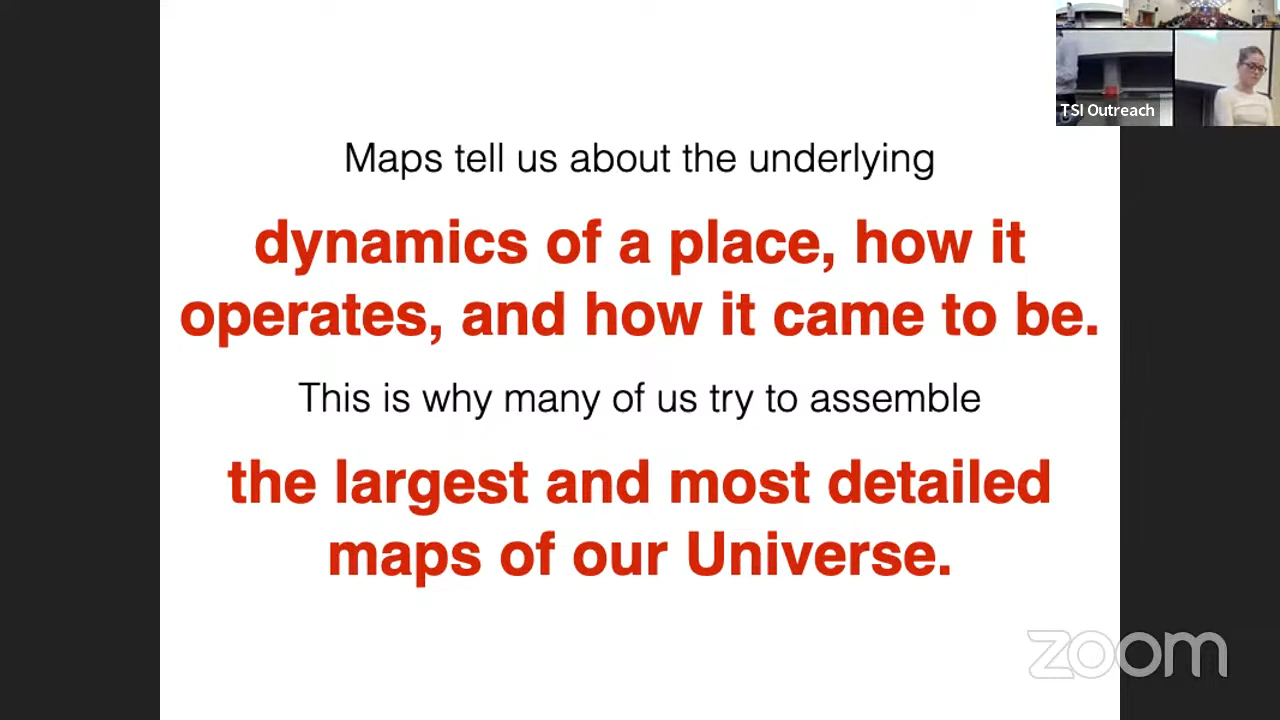 TSI Outreach
Maps tell us about the underlying
dynamics of a place, how it
operates, and how it came to be.
This is why many of us try to assemble
the largest and most detailed
maps of our Universe.
zoom